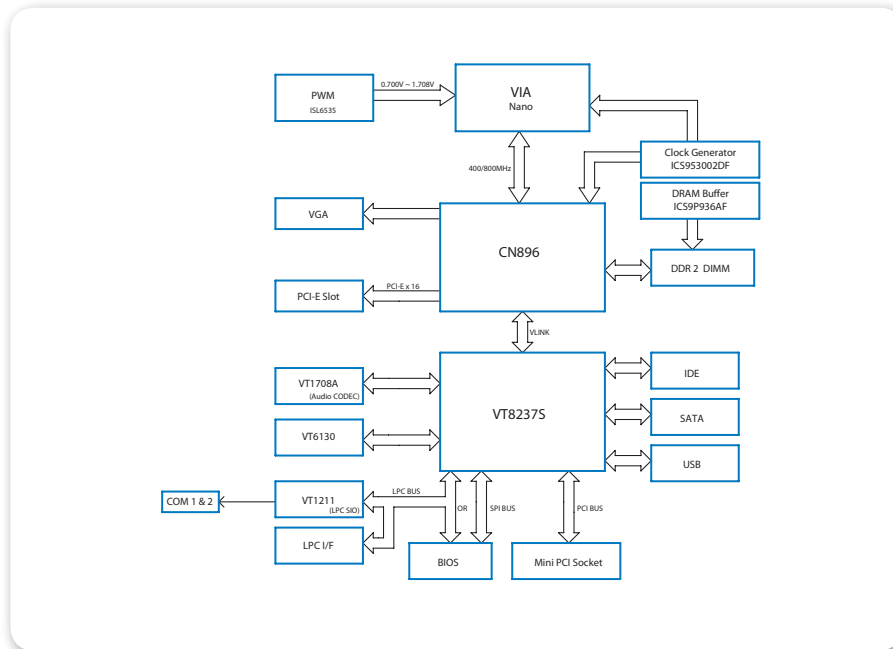 PWM
ISL6535
0.700V ~ 1.708V
VIA
Nano
Clock Generator
ICS953002DF
400/800MHz
DRAM Buffer
ICS9P936AF
VGA
CN896
DDR 2 DIMM
PCI-E Slot
PCI-E x 16
VLINK
VT1708A
(Audio CODEC)
VT8237S
IDE
SATA
VT6130
USB
COM 1 & 2
VT1211
(LPC SIO)
LPC BUS
OR
SPI BUS
PCI BUS
LPC I/F
BIOS
Mini PCI Socket